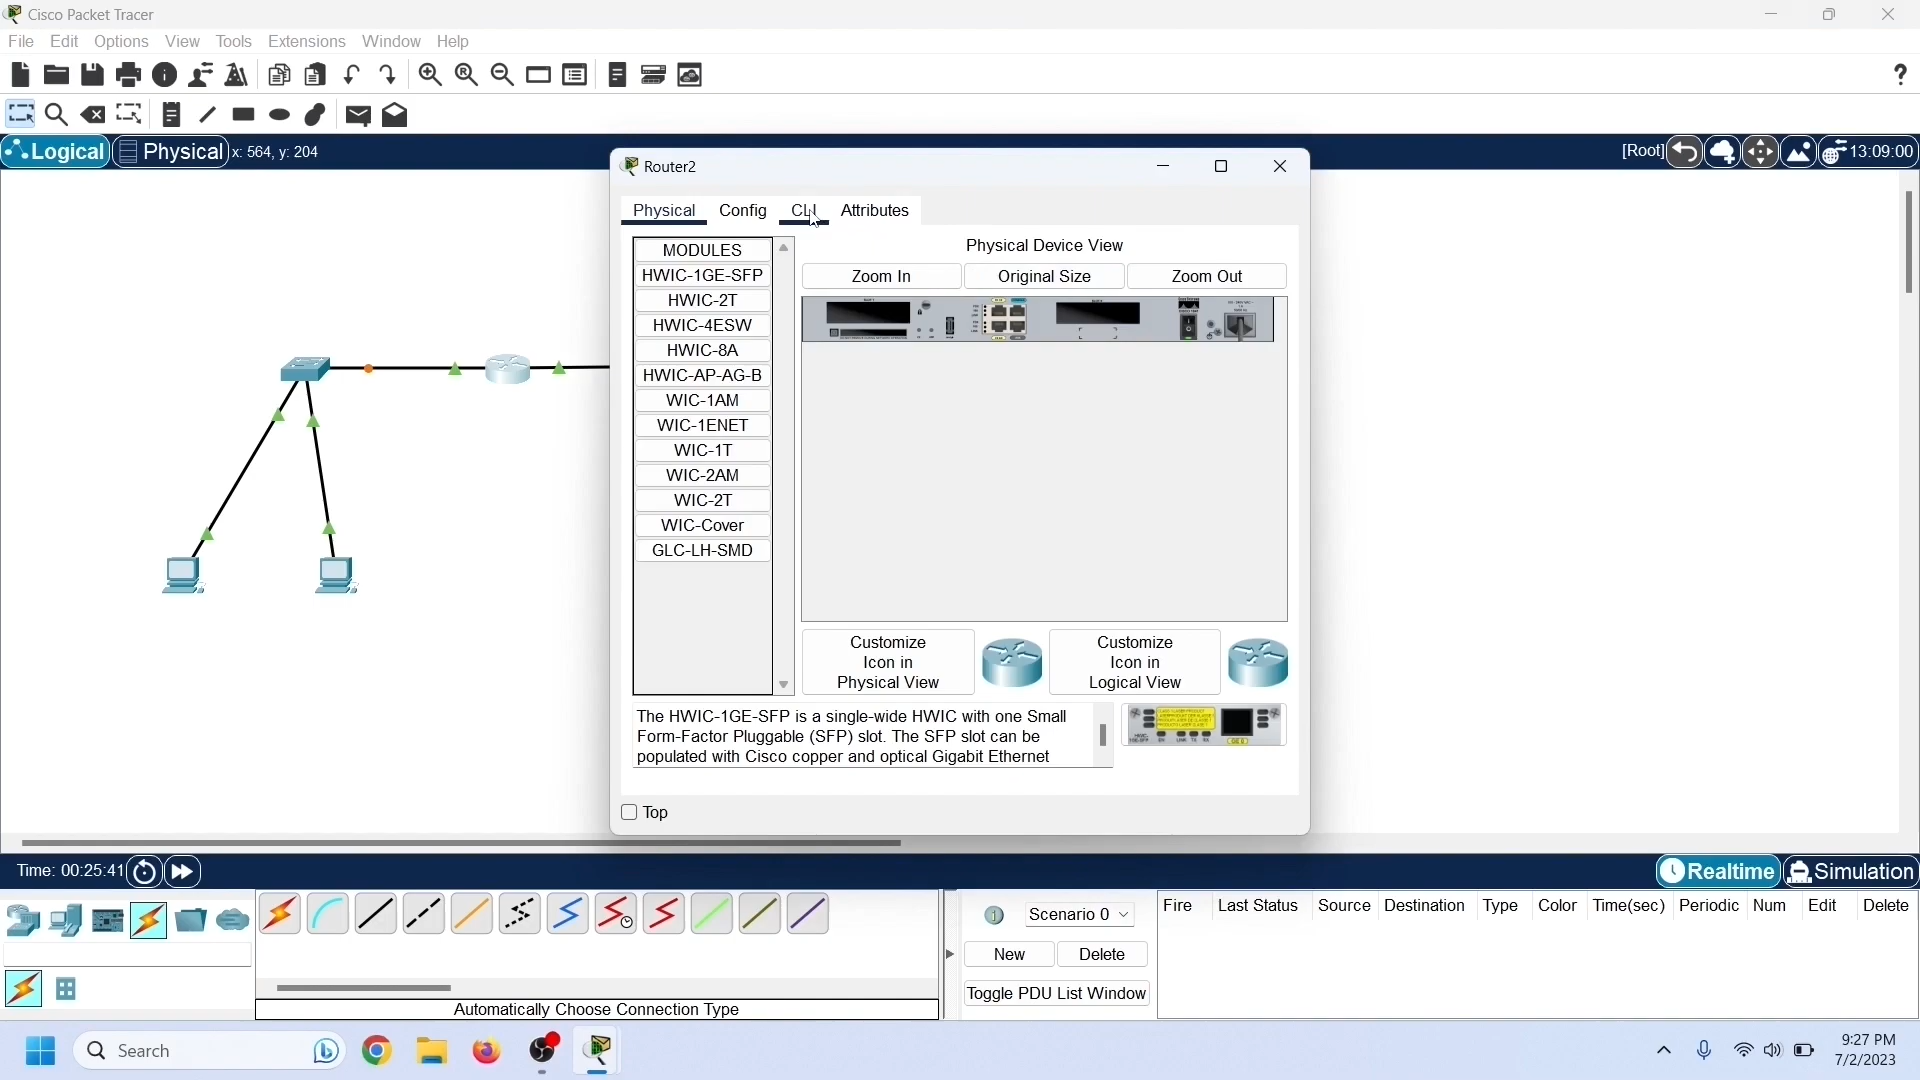 Cisco Packet Tracer
File Edit Options View Tools Extensions Window Help
?
Logical Physical x: 564, y: 204 [Root] 13:09:00
Router2
Physical Config CLI Attributes
MODULES
HWIC-1GE-SFP
HWIC-2T
HWIC-4ESW
HWIC-8A
HWIC-AP-AG-B
WIC-1AM
WIC-1ENET
WIC-1T
WIC-2AM
WIC-2T
WIC-Cover
GLC-LH-SMD
Physical Device View
Zoom In Original Size Zoom Out
Customize
Icon in
Physical View
Customize
Icon in
Logical View
The HWIC-1GE-SFP is a single-wide HWIC with one Small
Form-Factor Pluggable (SFP) slot. The SFP slot can be
populated with Cisco copper and optical Gigabit Ethernet
Top
Time: 00:25:41 Realtime Simulation
Automatically Choose Connection Type
Scenario 0
New Delete
Toggle PDU List Window
Fire Last Status Source Destination Type Color Time(sec) Periodic Num Edit Delete
Search
9:27 PM
7/2/2023